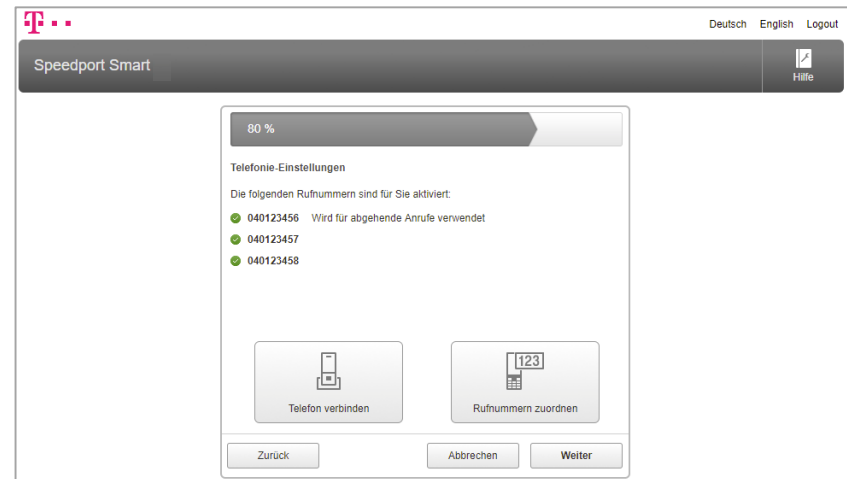 T
Deutsch English Logout
Speedport Smart
Hilfe
80 %
Telefonie-Einstellungen
Die folgenden Rufnummern sind für Sie aktiviert:
040123456 Wird für abgehende Anrufe verwendet
040123457
040123458
123
Telefon verbinden Rufnummern zuordnen
Zurück Abbrechen Weiter